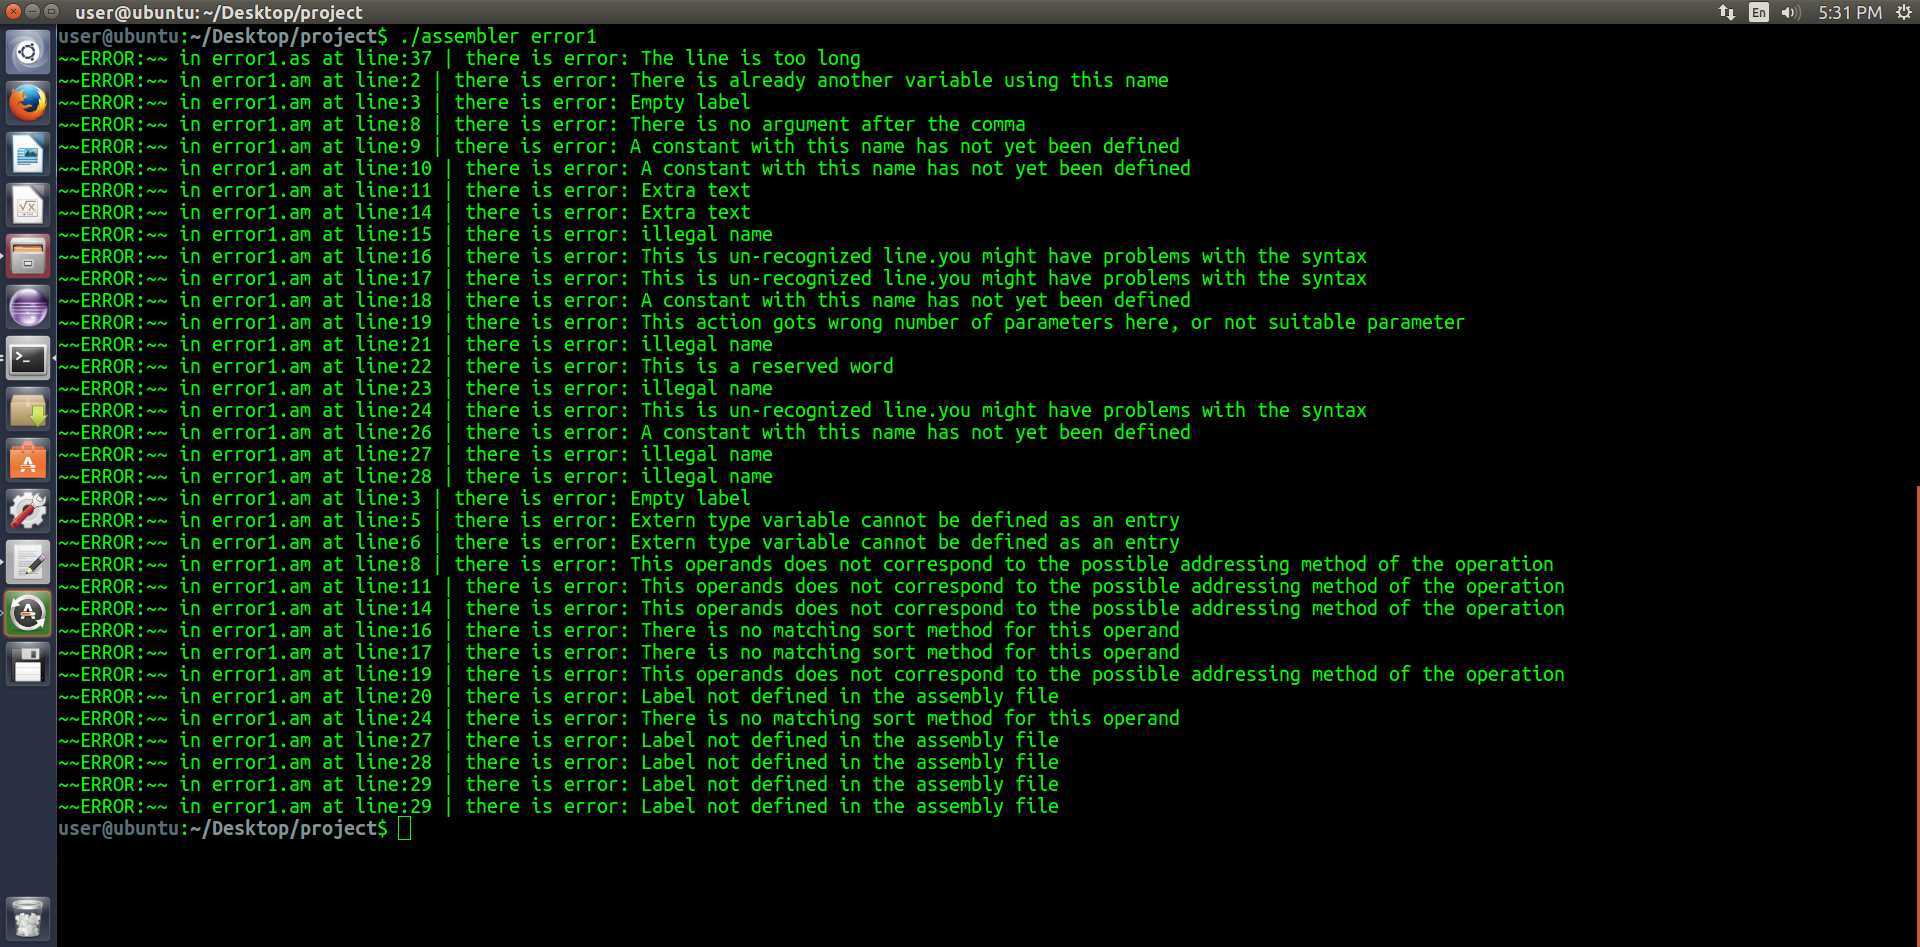 user@ubuntu: ~/Desktop/project
En
5:31 PM
user@ubuntu:~/Desktop/project$ ./assembler error1
~~ERROR:~~ in error1.as at line:37 | there is error: The line is too long
~~ERROR:~~ in error1.am at line:2 | there is error: There is already another variable using this name
~~ERROR:~~ in error1.am at line:3 | there is error: Empty label
~~ERROR:~~ in error1.am at line:8 | there is error: There is no argument after the comma
~~ERROR:~~ in error1.am at line:9 | there is error: A constant with this name has not yet been defined
~~ERROR:~~ in error1.am at line:10 | there is error: A constant with this name has not yet been defined
~~ERROR:~~ in error1.am at line:11 | there is error: Extra text
~~ERROR:~~ in error1.am at line:14 | there is error: Extra text
~~ERROR:~~ in error1.am at line:15 | there is error: illegal name
~~ERROR:~~ in error1.am at line:16 | there is error: This is un-recognized line.you might have problems with the syntax
~~ERROR:~~ in error1.am at line:17 | there is error: This is un-recognized line.you might have problems with the syntax
~~ERROR:~~ in error1.am at line:18 | there is error: A constant with this name has not yet been defined
~~ERROR:~~ in error1.am at line:19 | there is error: This action gots wrong number of parameters here, or not suitable parameter
~~ERROR:~~ in error1.am at line:21 | there is error: illegal name
~~ERROR:~~ in error1.am at line:22 | there is error: This is a reserved word
~~ERROR:~~ in error1.am at line:23 | there is error: illegal name
~~ERROR:~~ in error1.am at line:24 | there is error: This is un-recognized line.you might have problems with the syntax
~~ERROR:~~ in error1.am at line:26 | there is error: A constant with this name has not yet been defined
~~ERROR:~~ in error1.am at line:27 | there is error: illegal name
~~ERROR:~~ in error1.am at line:28 | there is error: illegal name
~~ERROR:~~ in error1.am at line:3 | there is error: Empty label
~~ERROR:~~ in error1.am at line:5 | there is error: Extern type variable cannot be defined as an entry
~~ERROR:~~ in error1.am at line:6 | there is error: Extern type variable cannot be defined as an entry
~~ERROR:~~ in error1.am at line:8 | there is error: This operands does not correspond to the possible addressing method of the operation
~~ERROR:~~ in error1.am at line:11 | there is error: This operands does not correspond to the possible addressing method of the operation
~~ERROR:~~ in error1.am at line:14 | there is error: This operands does not correspond to the possible addressing method of the operation
~~ERROR:~~ in error1.am at line:16 | there is error: There is no matching sort method for this operand
~~ERROR:~~ in error1.am at line:17 | there is error: There is no matching sort method for this operand
~~ERROR:~~ in error1.am at line:19 | there is error: This operands does not correspond to the possible addressing method of the operation
~~ERROR:~~ in error1.am at line:20 | there is error: Label not defined in the assembly file
~~ERROR:~~ in error1.am at line:24 | there is error: There is no matching sort method for this operand
~~ERROR:~~ in error1.am at line:27 | there is error: Label not defined in the assembly file
~~ERROR:~~ in error1.am at line:28 | there is error: Label not defined in the assembly file
~~ERROR:~~ in error1.am at line:29 | there is error: Label not defined in the assembly file
~~ERROR:~~ in error1.am at line:29 | there is error: Label not defined in the assembly file
user@ubuntu:~/Desktop/project$